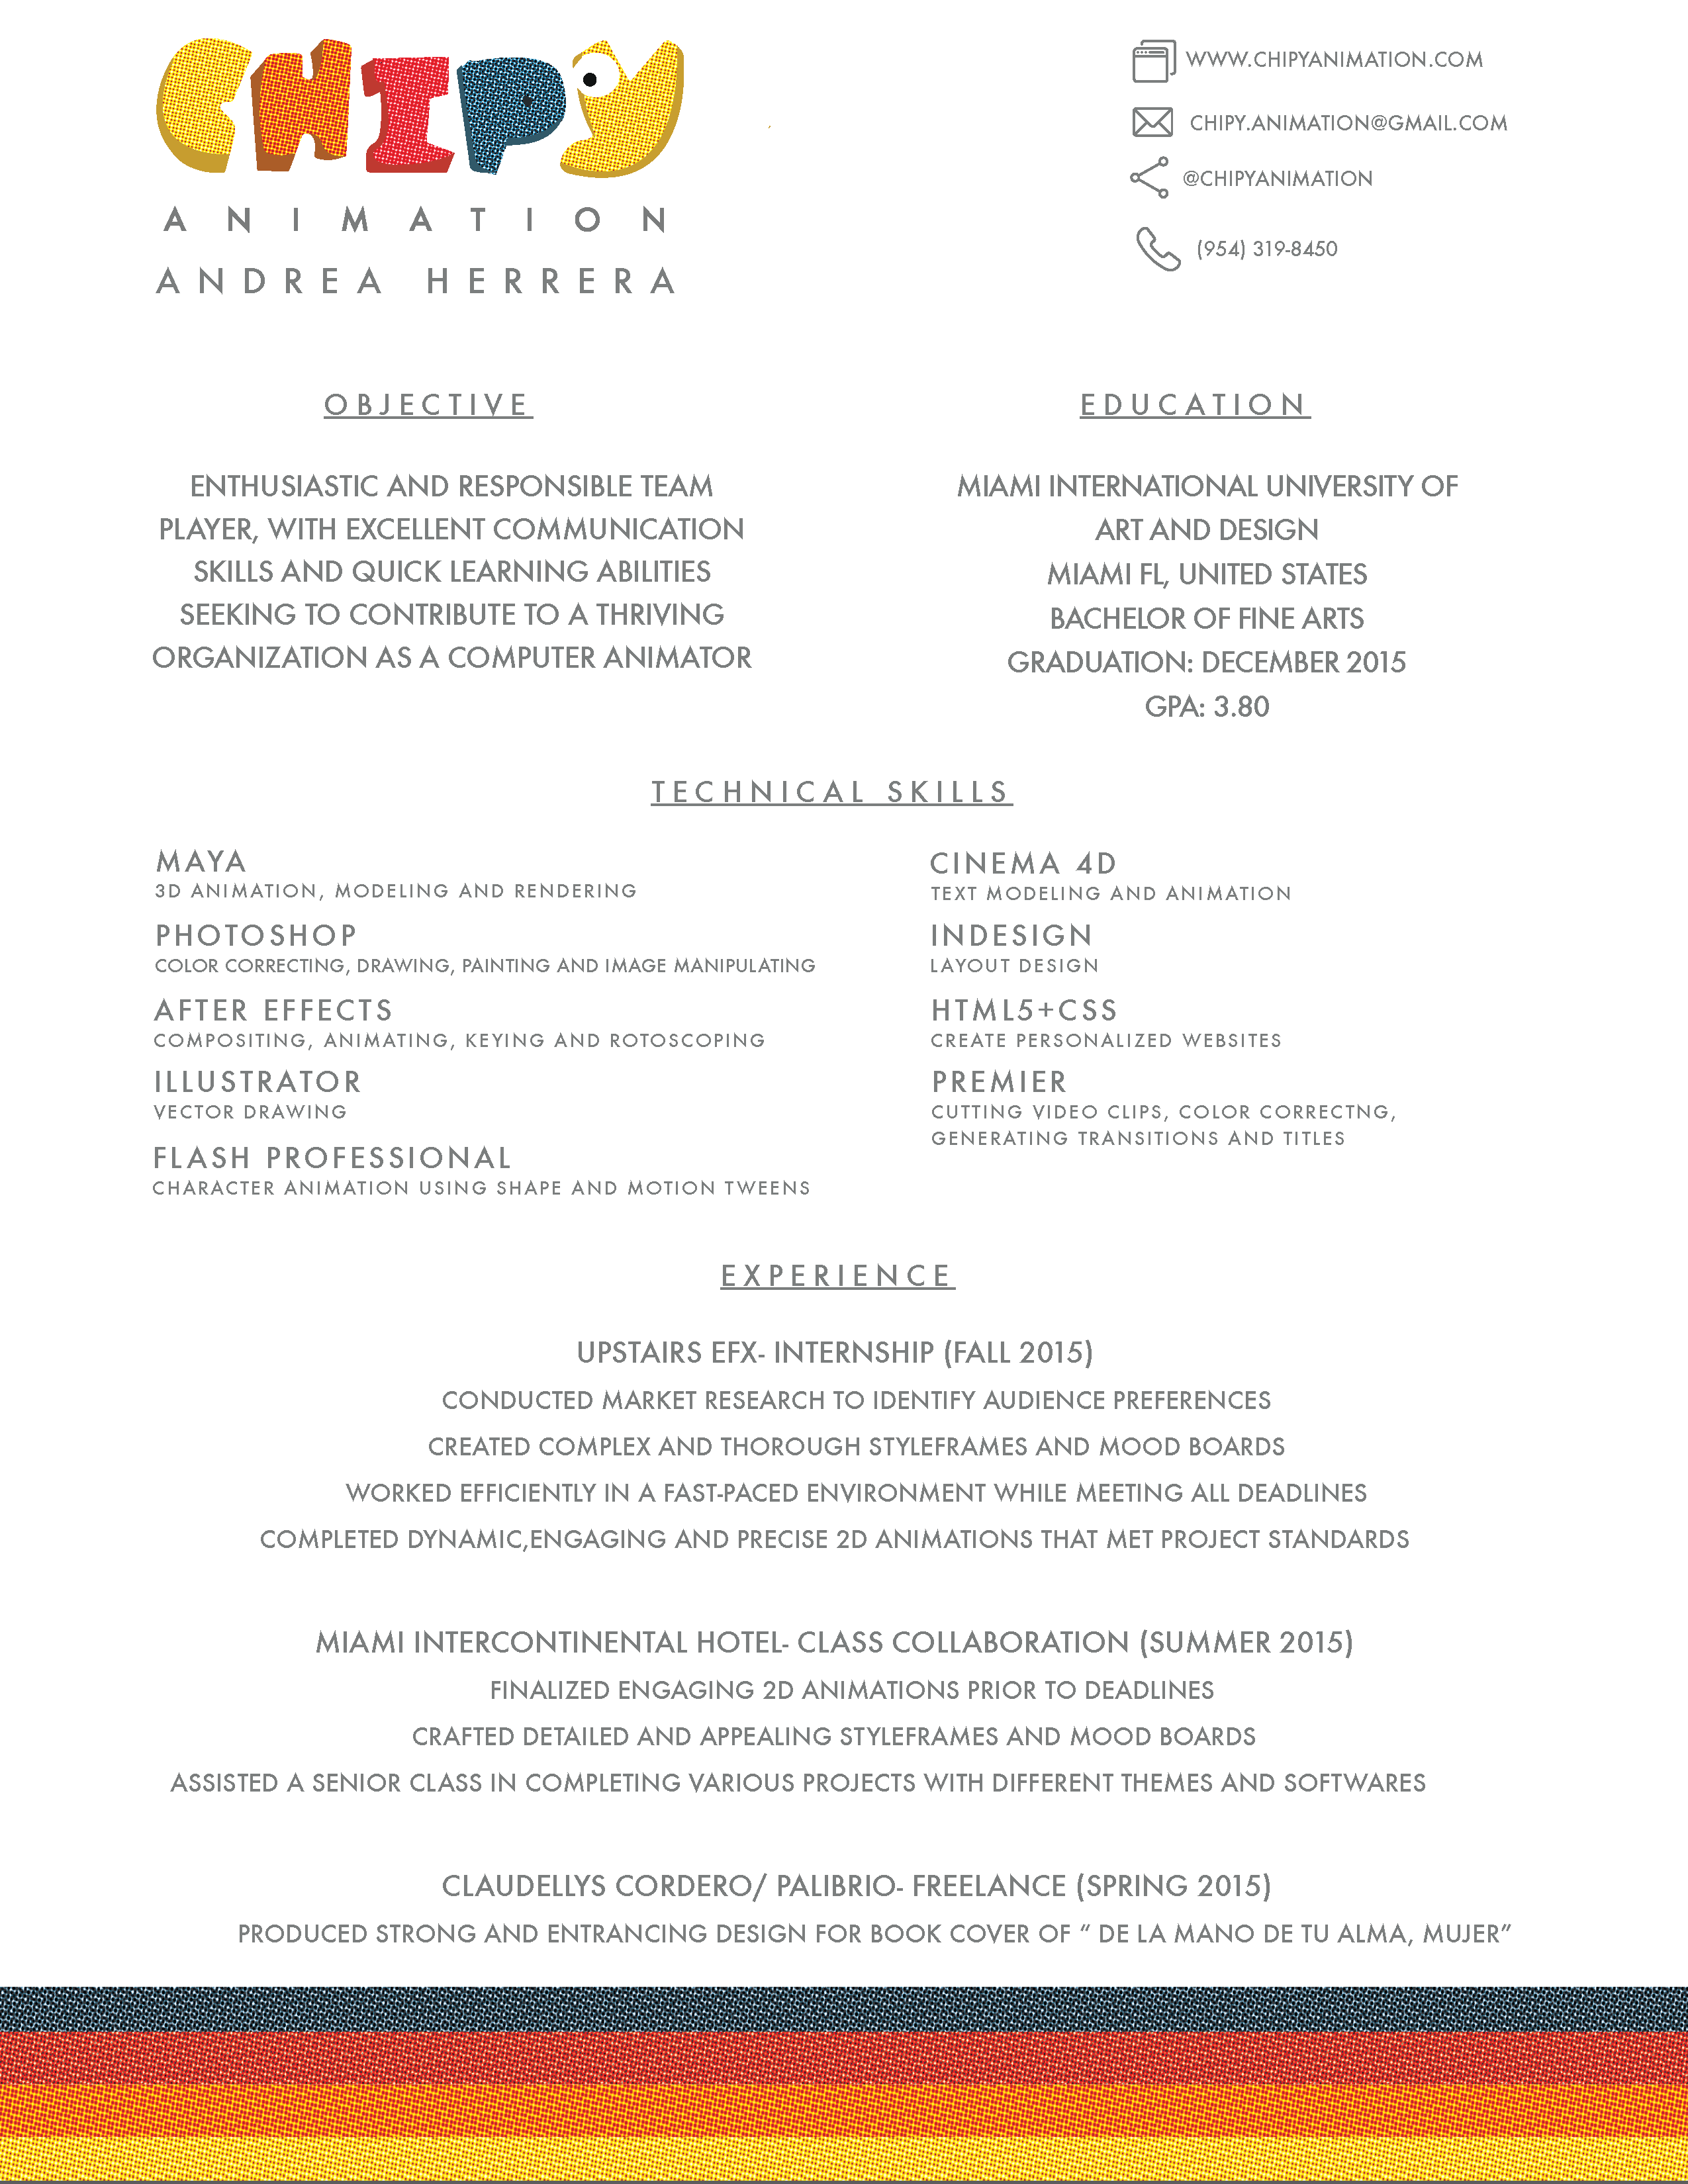 CHIPY
ANIMATION
ANDREA HERRERA
WWW.CHIPYANIMATION.COM
CHIPY.ANIMATION@GMAIL.COM
@CHIPYANIMATION
(954) 319-8450
OBJECTIVE
ENTHUSIASTIC AND RESPONSIBLE TEAM
PLAYER, WITH EXCELLENT COMMUNICATION
SKILLS AND QUICK LEARNING ABILITIES
SEEKING TO CONTRIBUTE TO A THRIVING
ORGANIZATION AS A COMPUTER ANIMATOR
EDUCATION
MIAMI INTERNATIONAL UNIVERSITY OF
ART AND DESIGN
MIAMI FL, UNITED STATES
BACHELOR OF FINE ARTS
GRADUATION: DECEMBER 2015
GPA: 3.80
TECHNICAL SKILLS
MAYA
3D ANIMATION, MODELING AND RENDERING
PHOTOSHOP
COLOR CORRECTING, DRAWING, PAINTING AND IMAGE MANIPULATING
AFTER EFFECTS
COMPOSITING, ANIMATING, KEYING AND ROTOSCOPING
ILLUSTRATOR
VECTOR DRAWING
FLASH PROFESSIONAL
CHARACTER ANIMATION USING SHAPE AND MOTION TWEENS
CINEMA 4D
TEXT MODELING AND ANIMATION
INDESIGN
LAYOUT DESIGN
HTML5+CSS
CREATE PERSONALIZED WEBSITES
PREMIER
CUTTING VIDEO CLIPS, COLOR CORRECTNG,
GENERATING TRANSITIONS AND TITLES
EXPERIENCE
UPSTAIRS EFX- INTERNSHIP (FALL 2015)
CONDUCTED MARKET RESEARCH TO IDENTIFY AUDIENCE PREFERENCES
CREATED COMPLEX AND THOROUGH STYLEFRAMES AND MOOD BOARDS
WORKED EFFICIENTLY IN A FAST-PACED ENVIRONMENT WHILE MEETING ALL DEADLINES
COMPLETED DYNAMIC,ENGAGING AND PRECISE 2D ANIMATIONS THAT MET PROJECT STANDARDS
MIAMI INTERCONTINENTAL HOTEL- CLASS COLLABORATION (SUMMER 2015)
FINALIZED ENGAGING 2D ANIMATIONS PRIOR TO DEADLINES
CRAFTED DETAILED AND APPEALING STYLEFRAMES AND MOOD BOARDS
ASSISTED A SENIOR CLASS IN COMPLETING VARIOUS PROJECTS WITH DIFFERENT THEMES AND SOFTWARES
CLAUDELLYS CORDERO/ PALIBRIO- FREELANCE (SPRING 2015)
PRODUCED STRONG AND ENTRANCING DESIGN FOR BOOK COVER OF “ DE LA MANO DE TU ALMA, MUJER”